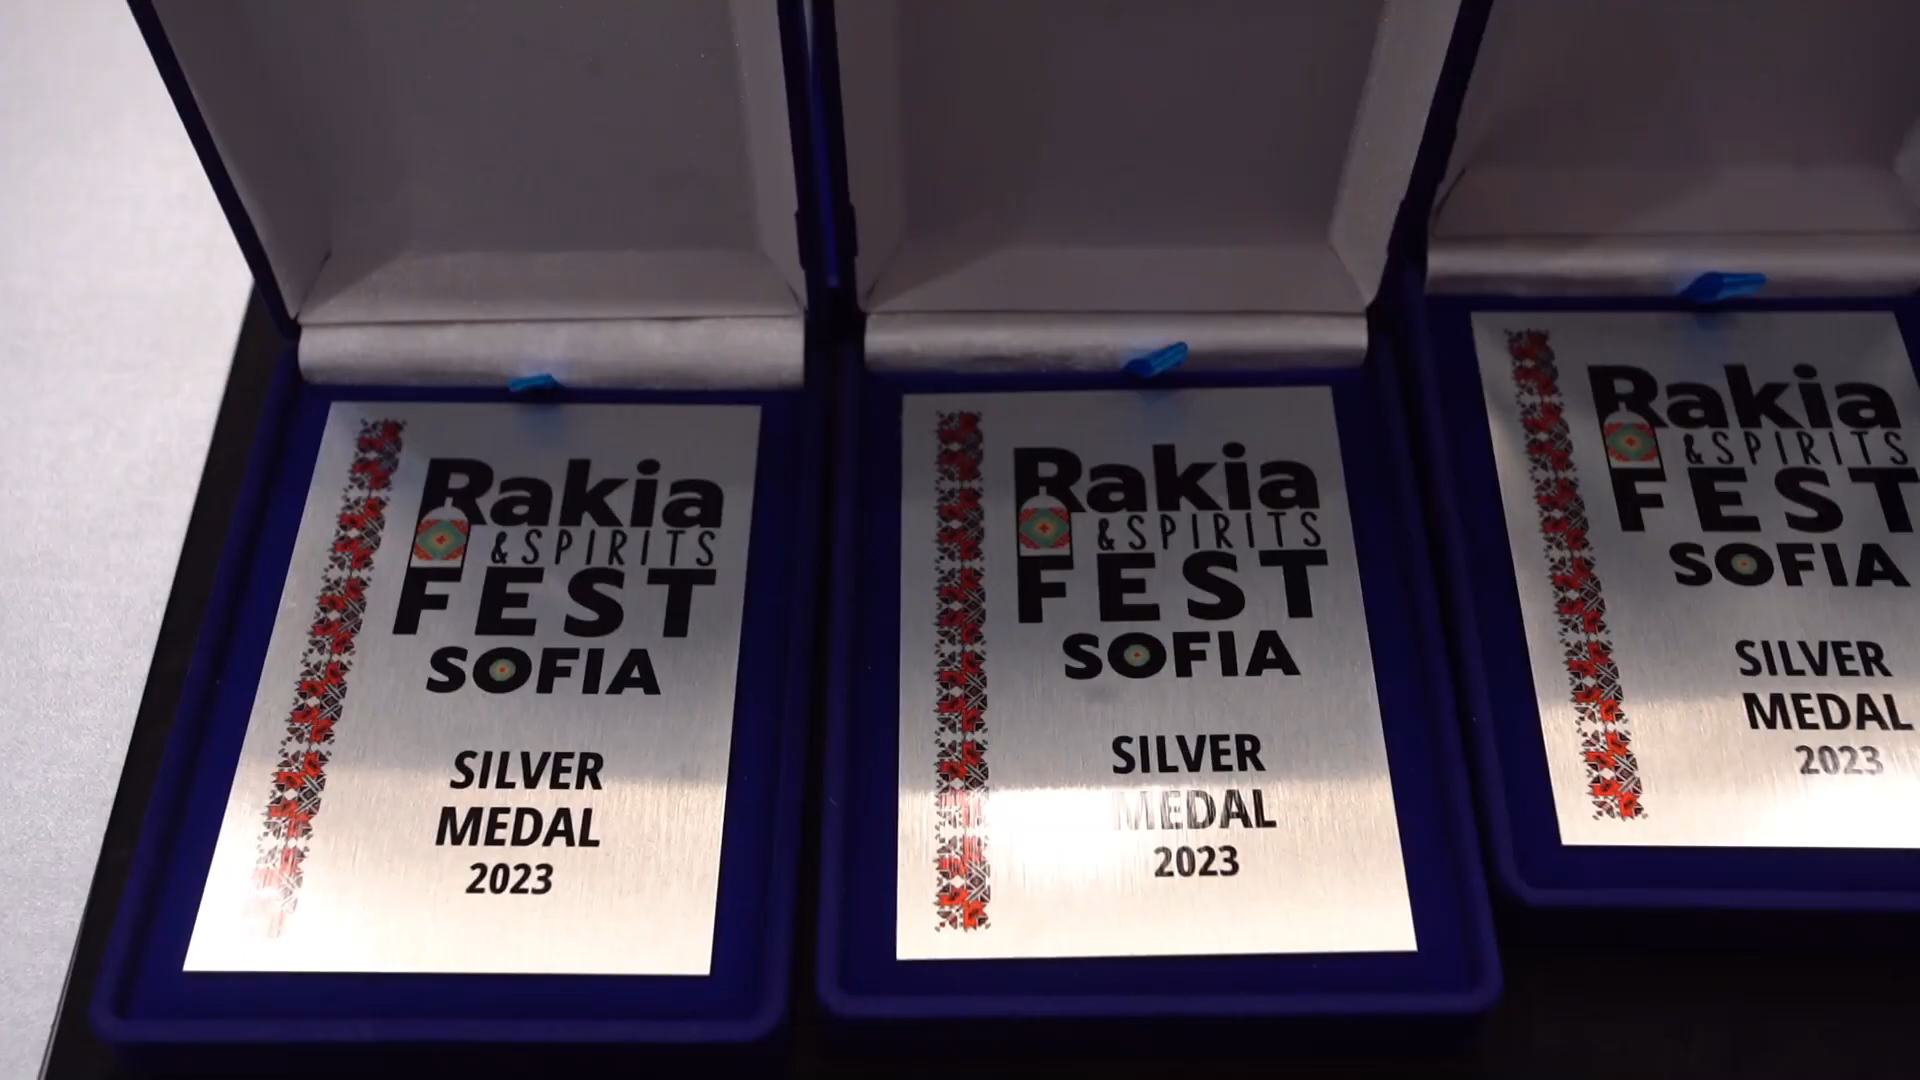 Rakia
&SPIRITS
FEST
SOFIA
SILVER
MEDAL
2023
Rakia
&SPIRITS
FEST
SOFIA
SILVER
MEDAL
2023
Rakia
&SPIRITS
FEST
SOFIA
SILVER
MEDAL
2023